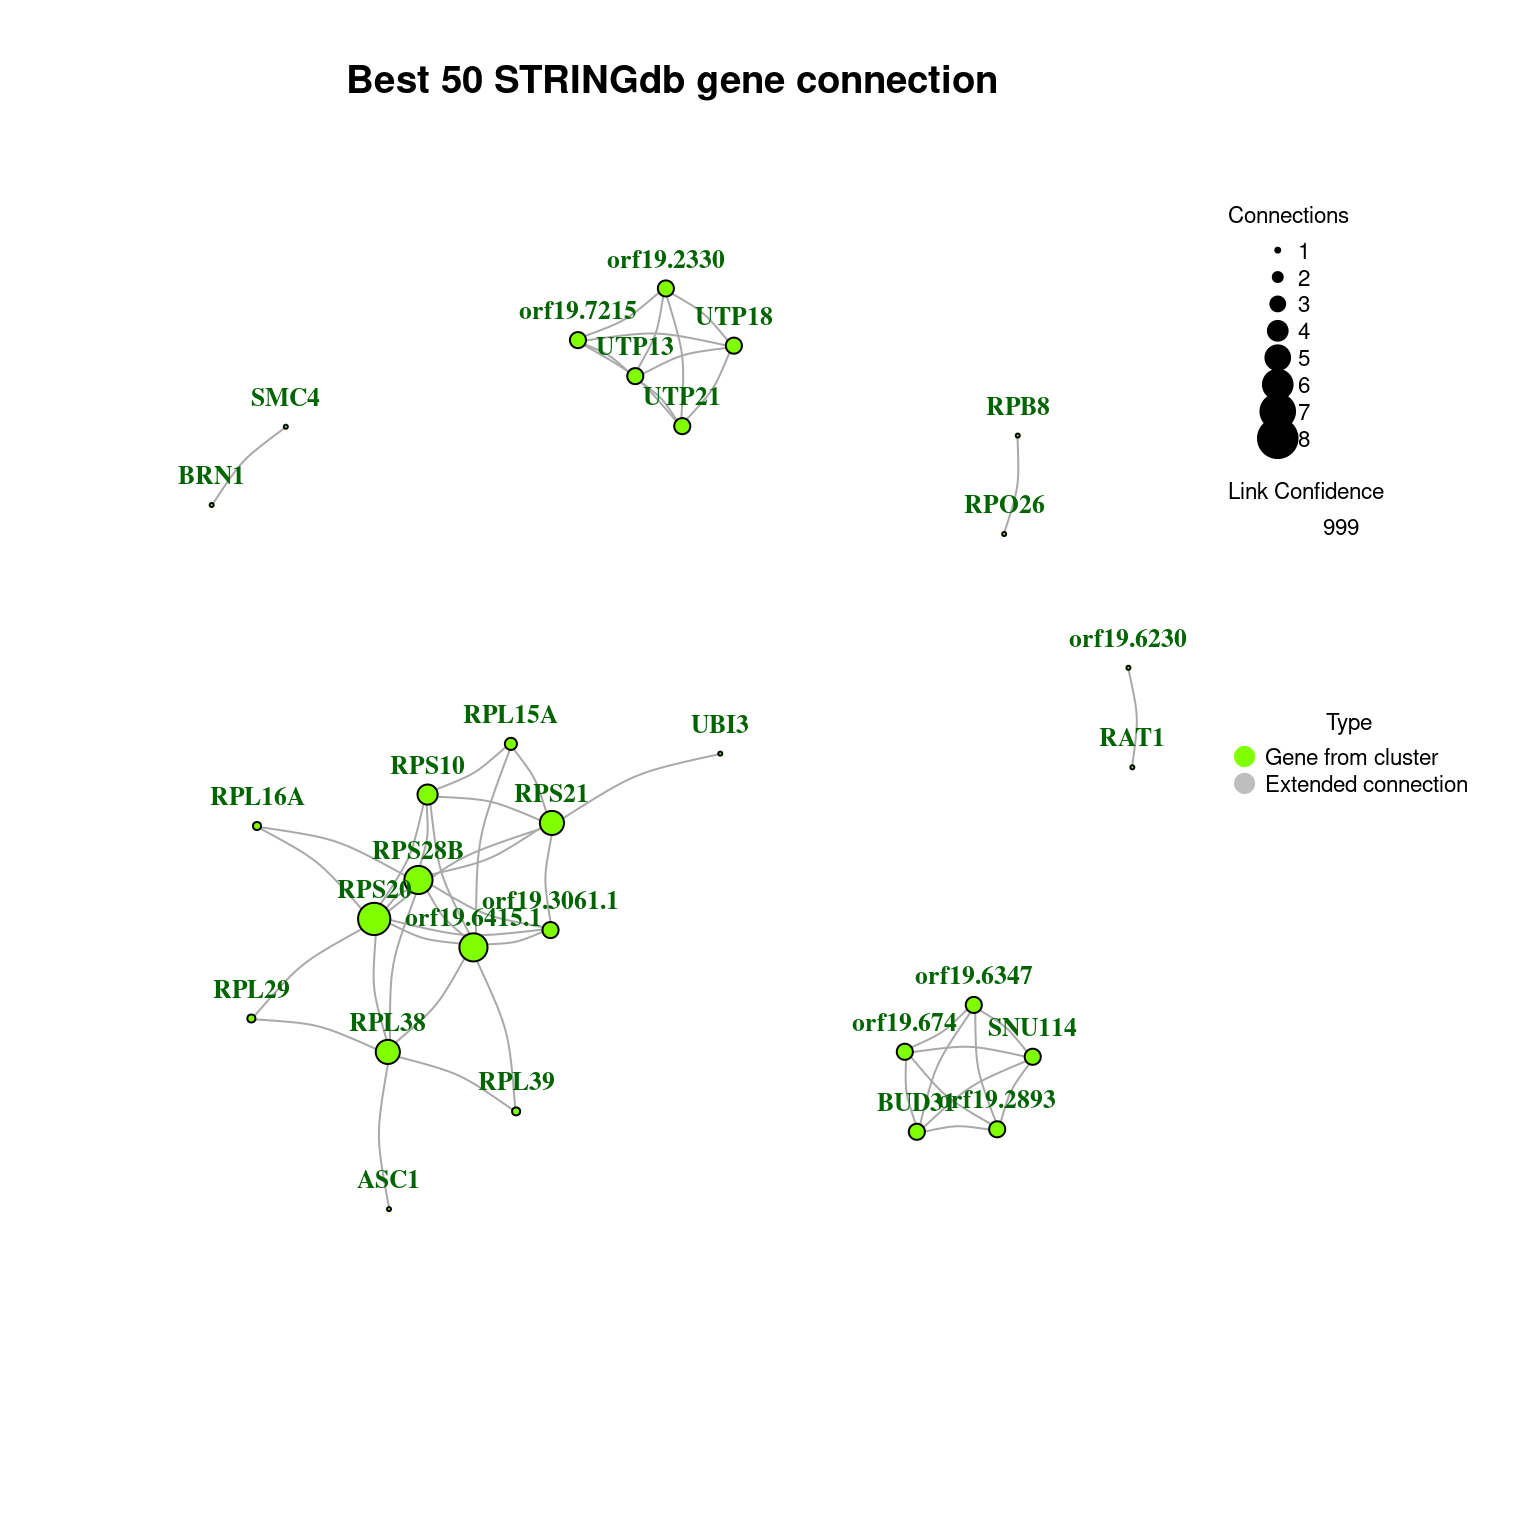 Best 50 STRINGdb gene connection
Connections
1
2
3
4
5
6
7
8
Link Confidence
999
Type
Gene from cluster
Extended connection
orf19.2330
orf19.7215
UTP18
UTP13
UTP21
SMC4
BRN1
RPB8
RPO26
orf19.6230
RAT1
RPL15A
UBI3
RPS10
RPS21
RPL16A
RPS28B
RPS20
orf19.3061.1
orf19.6415.1
RPL29
RPL38
RPL39
ASC1
orf19.6347
orf19.674
SNU114
BUD31
orf19.2893